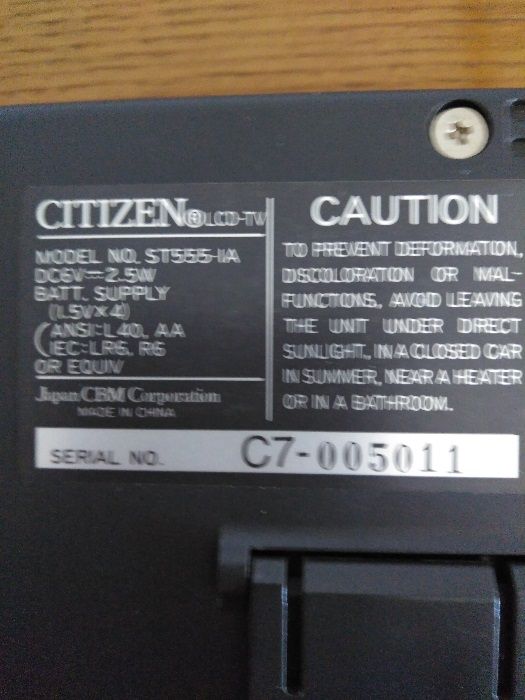 CITIZEN® LCD-TV
MODEL NO. ST555-1A
DC6V⎓2.5W
BATT. SUPPLY
(1.5V×4)
(ANSI:L40, AA
IEC:LR6, R6
OR EQUIV
Japan CBM Corporation
MADE IN CHINA
CAUTION
TO PREVENT DEFORMATION,
DISCOLORATION OR MAL-
FUNCTIONS, AVOID LEAVING
THE UNIT UNDER DIRECT
SUNLIGHT, IN A CLOSED CAR
IN SUMMER, NEAR A HEATER
OR IN A BATHROOM.
SERIAL NO. C7-005011